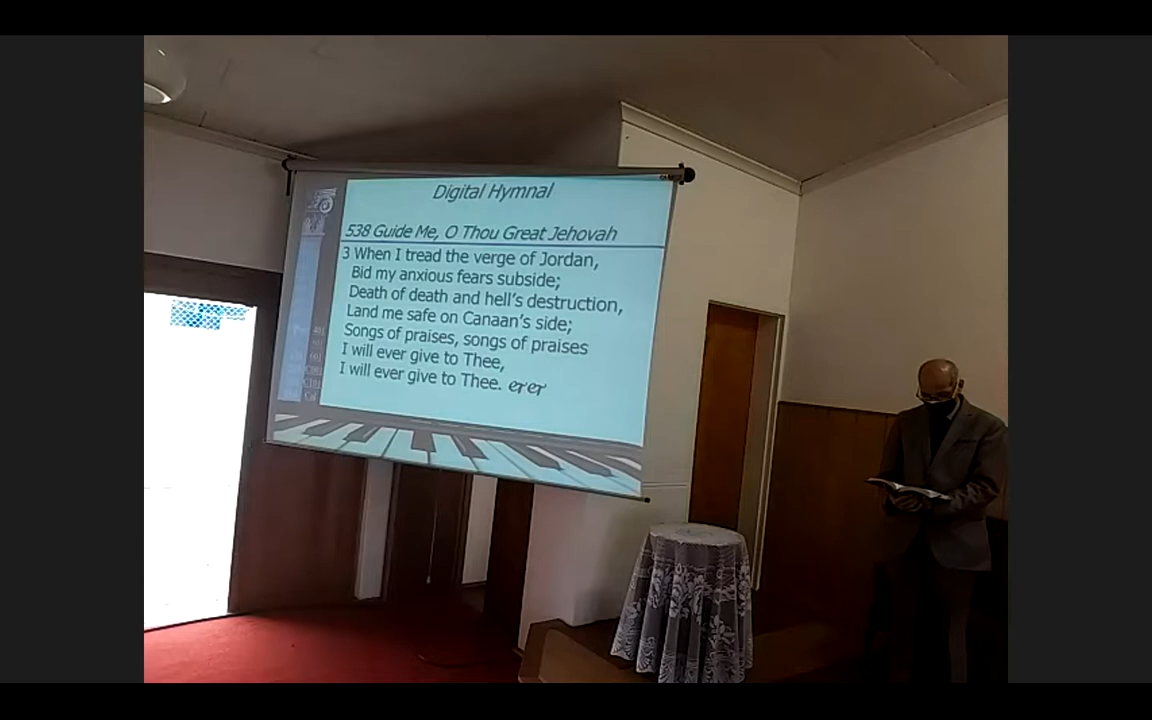 Digital Hymnal
538 Guide Me, O Thou Great Jehovah
3 When I tread the verge of Jordan,
Bid my anxious fears subside;
Death of death and hell's destruction,
Land me safe on Canaan's side;
Songs of praises, songs of praises
I will ever give to Thee,
I will ever give to Thee.